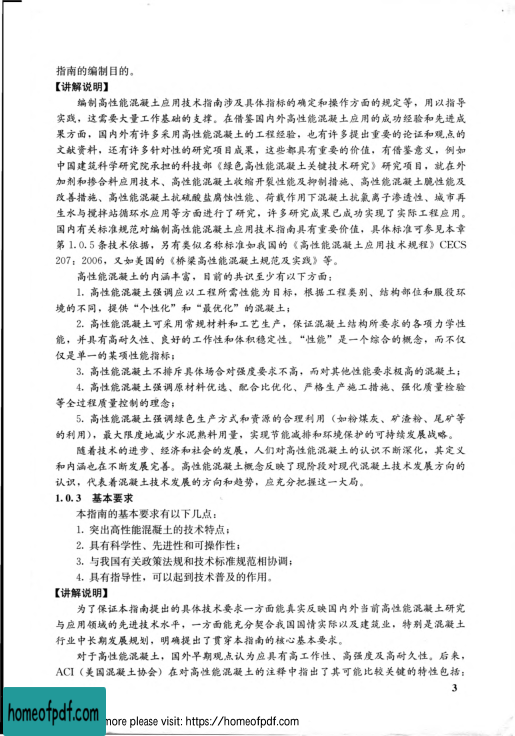 指南的编制目的。
【讲解说明】
编制高性能混凝土应用技术指南涉及具体指标的确定和操作方面的规定等，用以指导
实践，这需要大量工作基础的支撑。在借鉴国内外高性能混凝土应用的成功经验和先进成
果方面，国内外有许多采用高性能混凝土的工程经验，也有许多提出重要的论证和观点的
文献资料，还有许多针对性的研究项目成果，这些都具有重要的价值，有借鉴意义，例如
中国建筑科学研究院承担的科技部《绿色高性能混凝土关键技术研究》研究项目，就在外
加剂和掺合料应用技术、高性能混凝土收缩开裂性能及抑制措施、高性能混凝土脆性能及
改善措施、高性能混凝土抗硫酸盐腐蚀性能、荷载作用下混凝土抗氯离子渗透性、城市再
生水与搅拌站循环水应用等方面进行了研究，许多研究成果已成功实现了实际工程应用。
国内有关标准规范对编制高性能混凝土应用技术指南具有重要价值，具体标准可参见本章
第 1.0.5条技术依据，另有类似名称标准如我国的《高性能混凝土应用技术规程》CECS
207：2006，又如美国的《桥梁高性能混凝土规范及实践》等。
高性能混凝土的内涵丰富，目前的共识至少有以下方面：
1. 高性能混凝土强调应以工程所需性能为目标，根据工程类别、结构部位和服役环
境的不同，提供“个性化”和“最优化”的混凝土；
2. 高性能混凝土可采用常规材料和工艺生产，保证混凝土结构所要求的各项力学性
能，并具有高耐久性、良好的工作性和体积稳定性。“性能”是一个综合的概念，而不仅
仅是单一的某项性能指标；
3. 高性能混凝土不排斥具体场合对强度要求不高，而对其他性能要求极高的混凝土；
4. 高性能混凝土强调原材料优选、配合比优化、严格生产施工措施、强化质量检验
等全过程质量控制的理念；
5. 高性能混凝土强调绿色生产方式和资源的合理利用（如粉煤灰、矿渣粉、尾矿等
的利用），最大限度地减少水泥熟料用量，实现节能减排和环境保护的可持续发展战略。
随着技术的进步、经济和社会的发展，人们对高性能混凝土的认识不断深化，其定义
和内涵也在不断发展完善。高性能混凝土概念反映了现阶段对现代混凝土技术发展方向的
认识，代表着混凝土技术发展的方向和趋势，应充分把握这一大局。
1.0.3 基本要求
本指南的基本要求有以下几点：
1. 突出高性能混凝土的技术特点；
2. 具有科学性、先进性和可操作性；
3. 与我国有关政策法规和技术标准规范相协调；
4. 具有指导性，可以起到技术普及的作用。
【讲解说明】
为了保证本指南提出的具体技术要求一方面能真实反映国内外当前高性能混凝土研究
与应用领域的先进技术水平，一方面能充分契合我国国情实际以及建筑业，特别是混凝土
行业中长期发展规划，明确提出了贯穿本指南的核心基本要求。
对于高性能混凝土，国外早期观点认为应具有高工作性、高强度及高耐久性。后来，
ACI（美国混凝土协会）在对高性能混凝土的注释中指出了其可能比较关键的特性包括：
3
homeofpdf.com
more please visit: https://homeofpdf.com